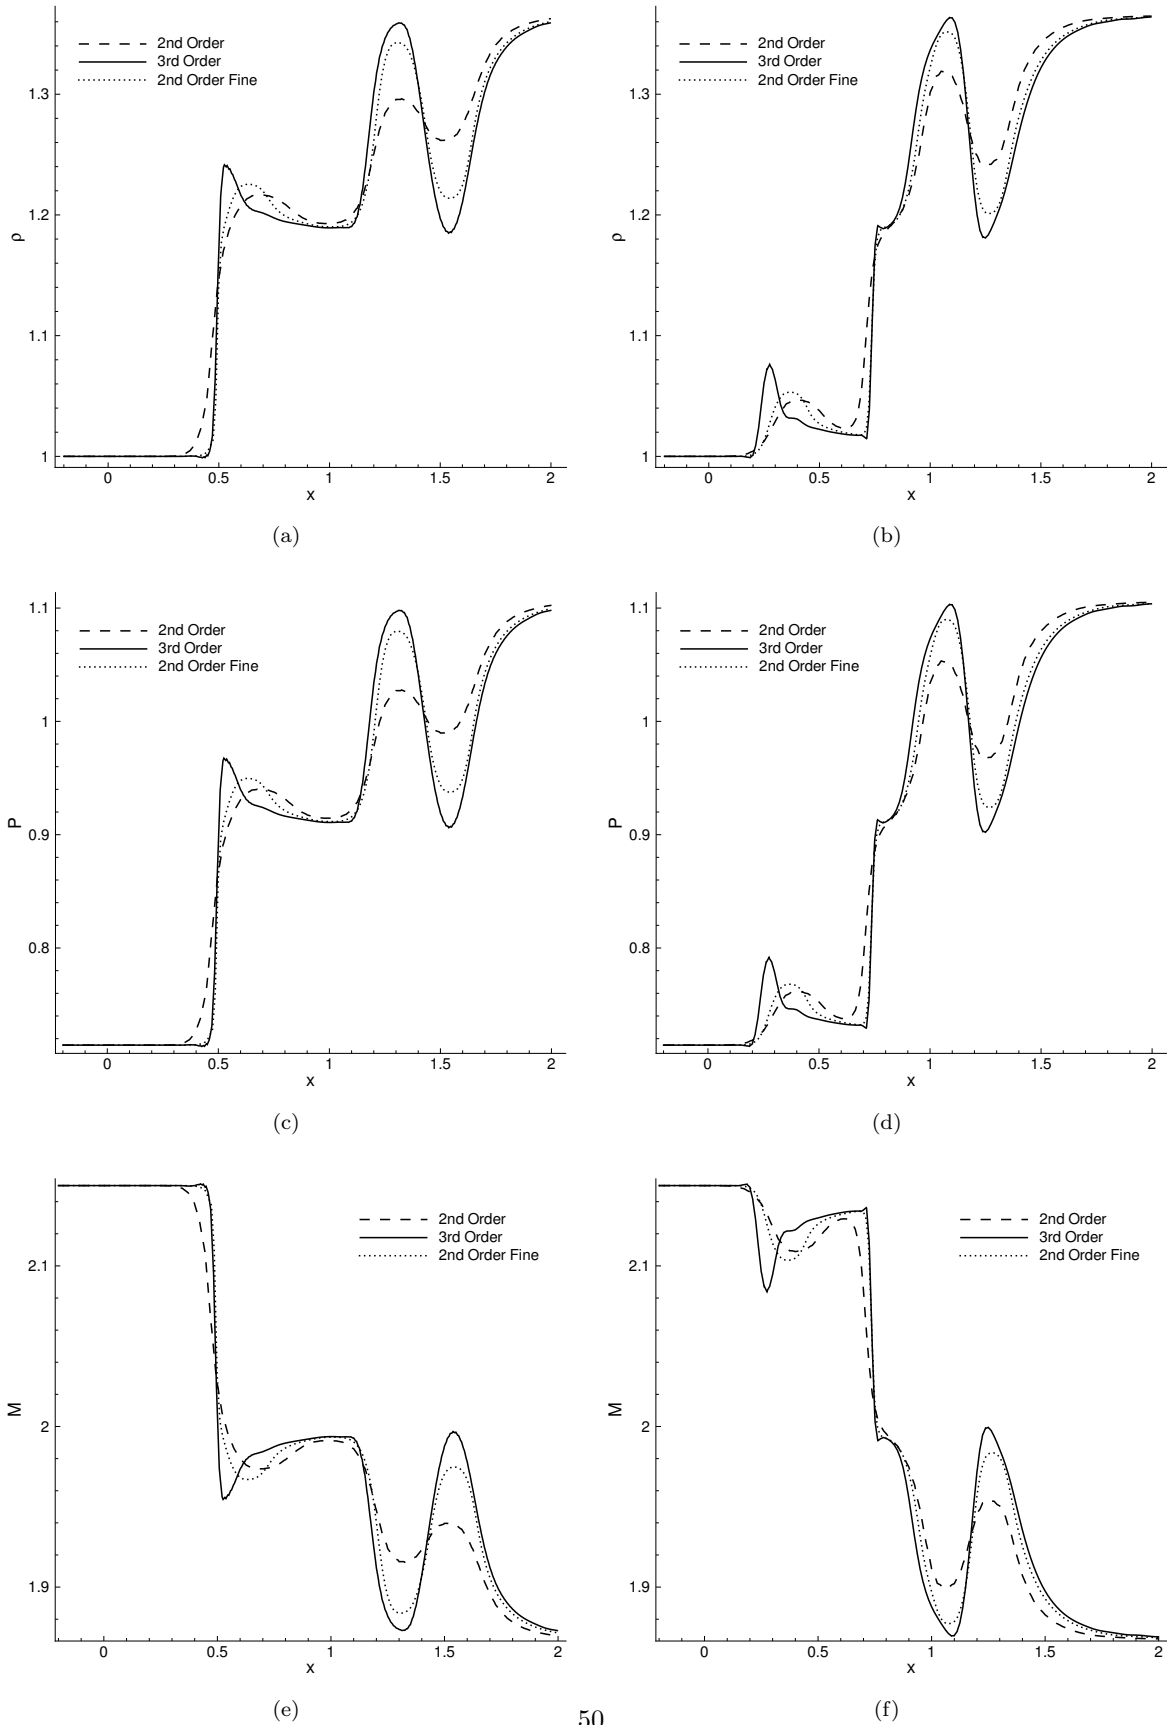 2nd Order
3rd Order
2nd Order Fine
1.3
1.2
1.1
1
ρ
0 0.5 1 1.5 2
x
(a)
2nd Order
3rd Order
2nd Order Fine
1.3
1.2
1.1
1
ρ
0 0.5 1 1.5 2
x
(b)
2nd Order
3rd Order
2nd Order Fine
1.1
1
0.9
0.8
P
0 0.5 1 1.5 2
x
(c)
2nd Order
3rd Order
2nd Order Fine
1.1
1
0.9
0.8
P
0 0.5 1 1.5 2
x
(d)
2nd Order
3rd Order
2nd Order Fine
2.1
2
1.9
M
0 0.5 1 1.5 2
x
(e)
2nd Order
3rd Order
2nd Order Fine
2.1
2
1.9
M
0 0.5 1 1.5 2
x
(f)
50